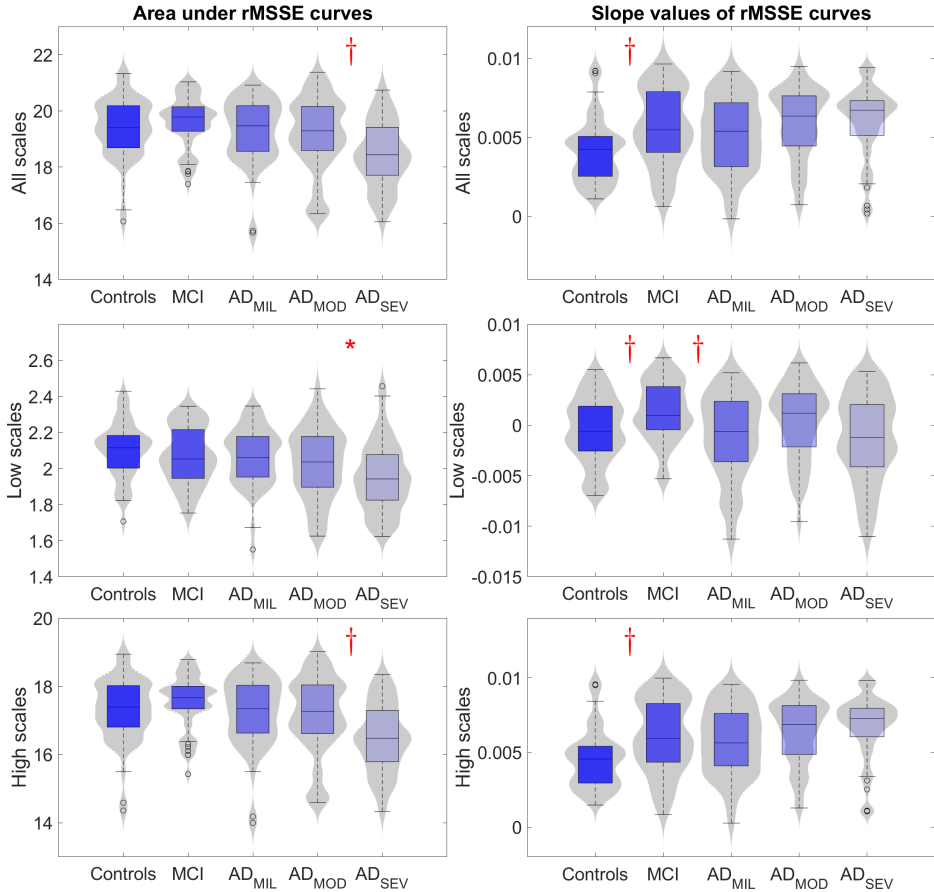 Area under rMSSE curves
Slope values of rMSSE curves
All scales
22
20
18
16
14
†
Controls MCI AD_MIL AD_MOD AD_SEV
All scales
0.01
0.005
0
†
Controls MCI AD_MIL AD_MOD AD_SEV
Low scales
2.6
2.4
2.2
2
1.8
1.6
1.4
*
Controls MCI AD_MIL AD_MOD AD_SEV
Low scales
0.01
0.005
0
-0.005
-0.01
-0.015
† †
Controls MCI AD_MIL AD_MOD AD_SEV
High scales
20
18
16
14
†
Controls MCI AD_MIL AD_MOD AD_SEV
High scales
0.01
0.005
0
†
Controls MCI AD_MIL AD_MOD AD_SEV